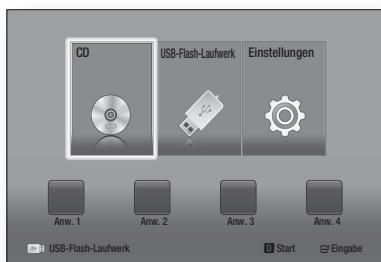 CD USB-Flash-Laufwerk Einstellungen
Anw. 1 Anw. 2 Anw. 3 Anw. 4
USB-Flash-Laufwerk D Start Eingabe